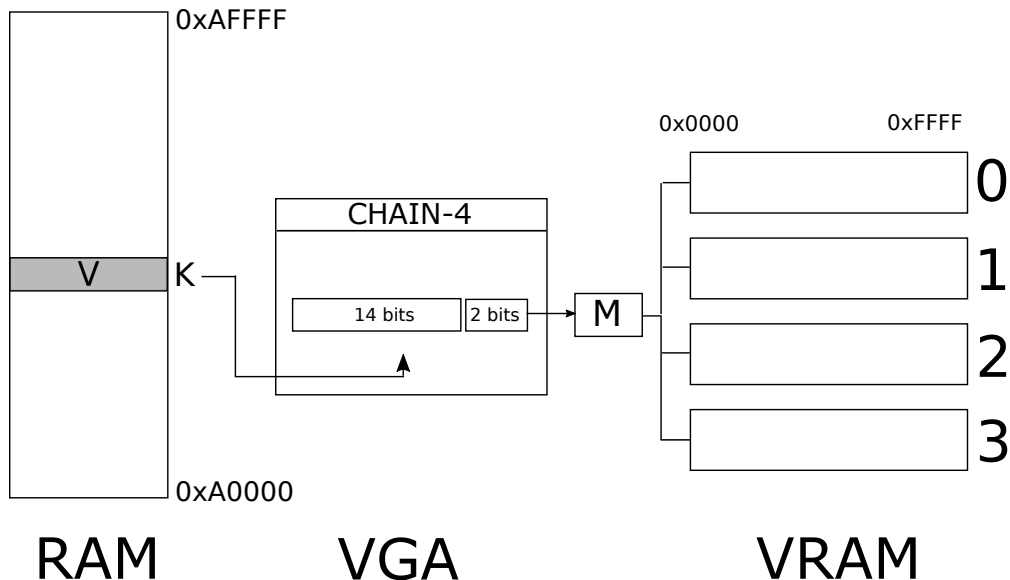 0xAFFFF
0x0000 0xFFFF
0
CHAIN-4
1
V K
14 bits 2 bits M
2
3
0xA0000
RAM VGA VRAM